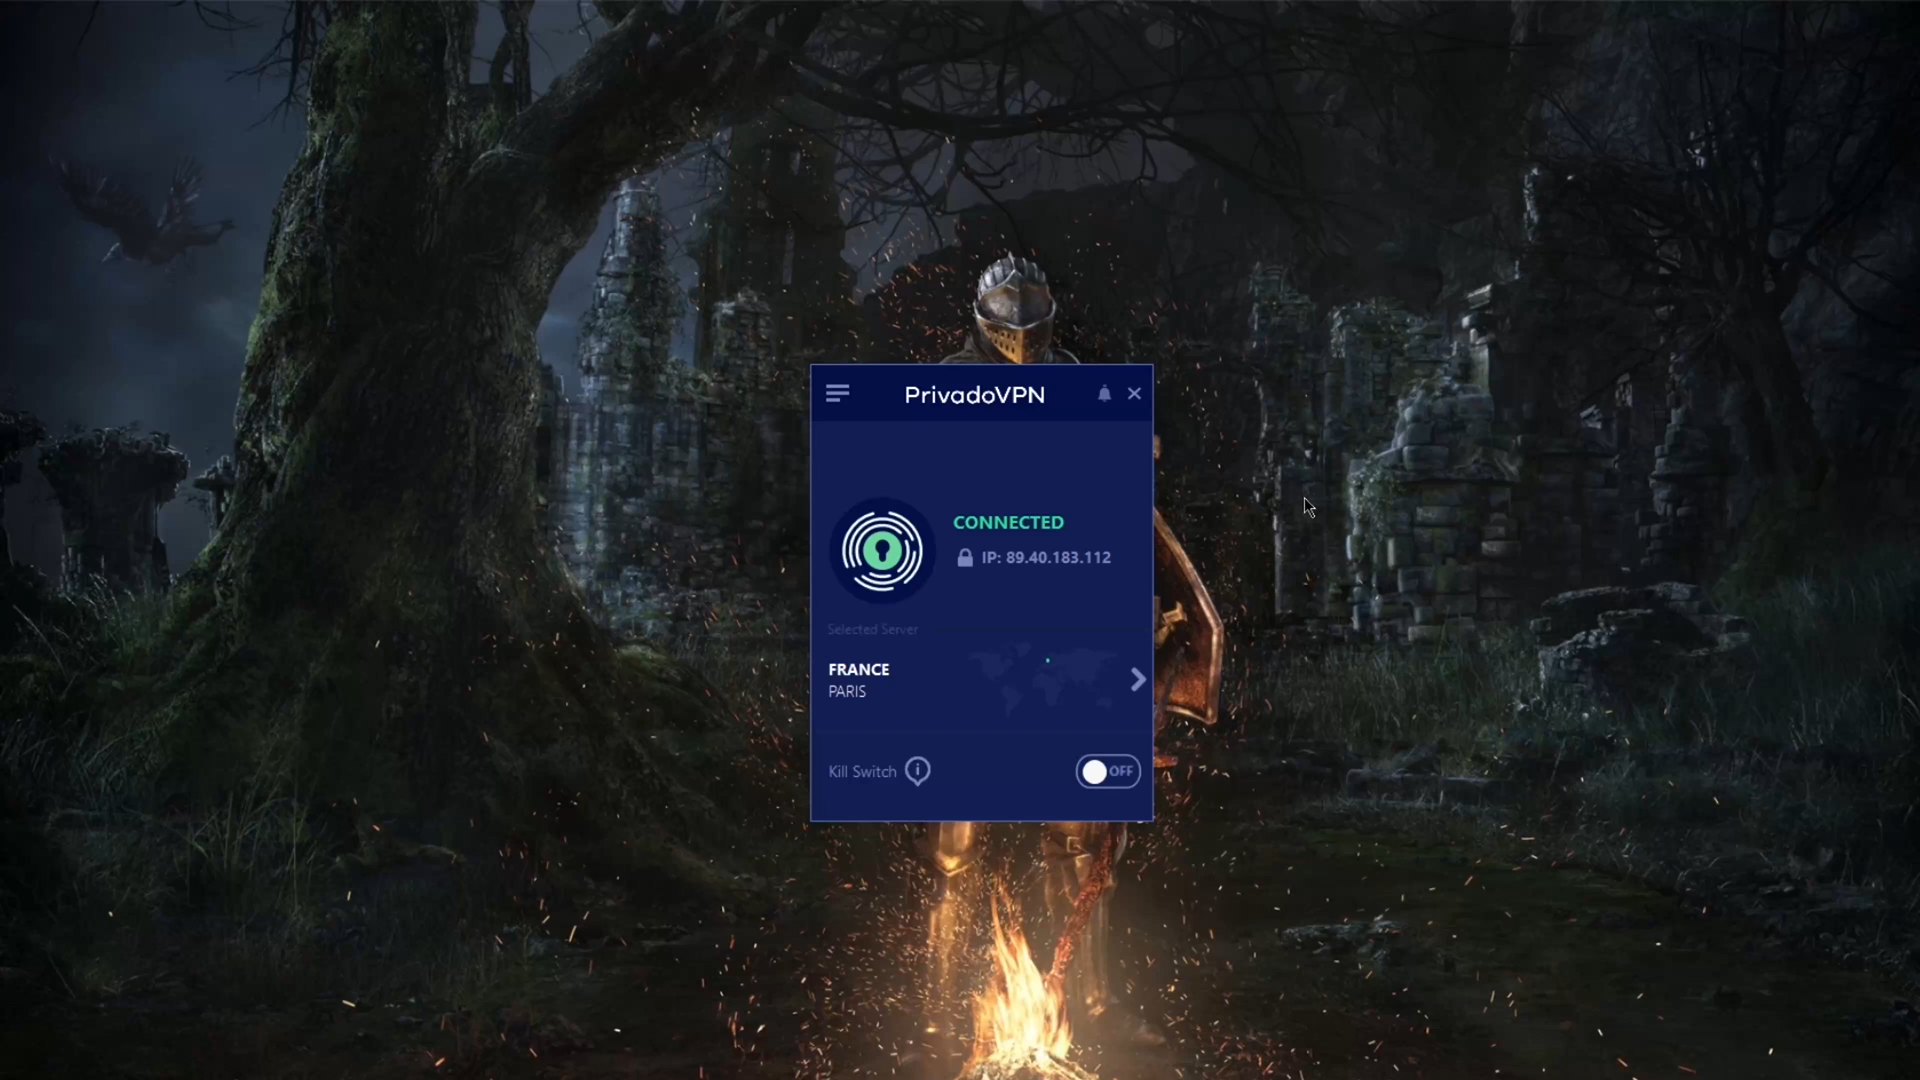 PrivadoVPN
CONNECTED
IP: 89.40.183.112
Selected Server
FRANCE
PARIS
Kill Switch
OFF